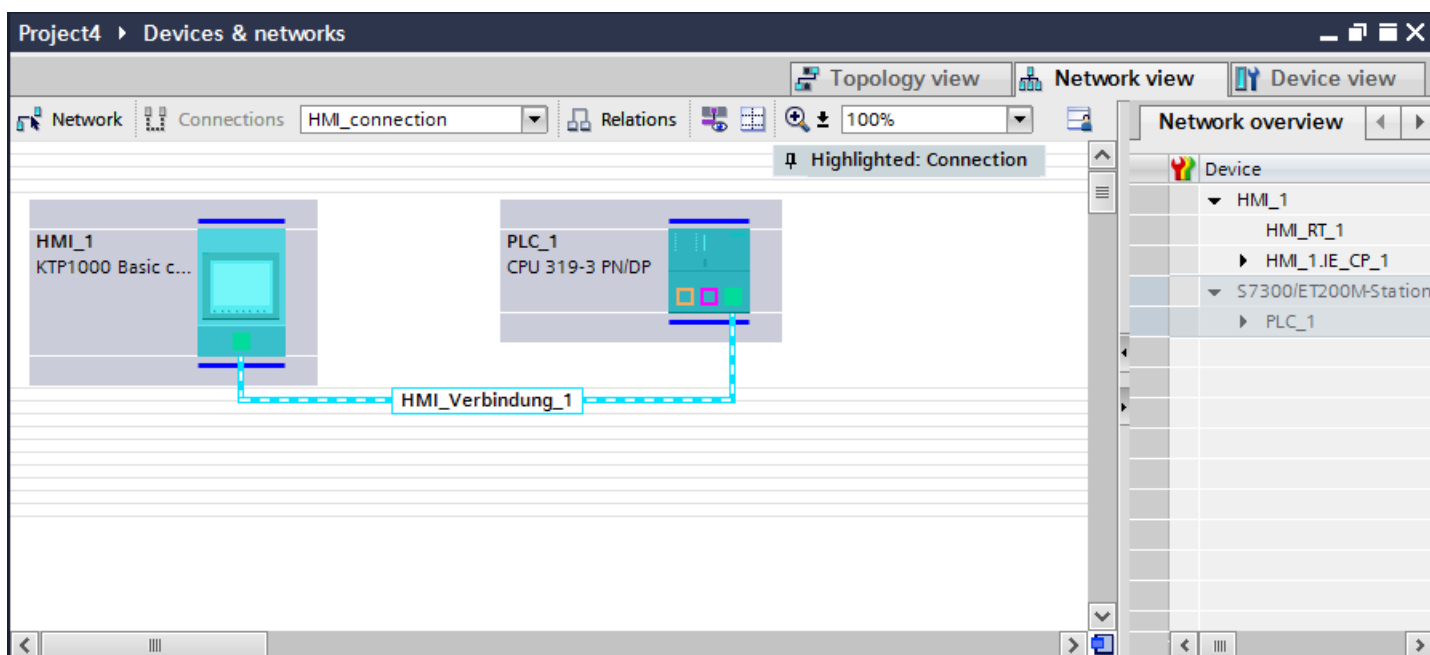 Project4 Devices & networks
Topology view Network view Device view
Network Connections HMI_connection Relations 100% Network overview
Highlighted: Connection
Device
HMI_1
HMI_RT_1
HMI_1.IE_CP_1
S7300/ET200M-Station
PLC_1
HMI_1
KTP1000 Basic c...
PLC_1
CPU 319-3 PN/DP
HMI_Verbindung_1